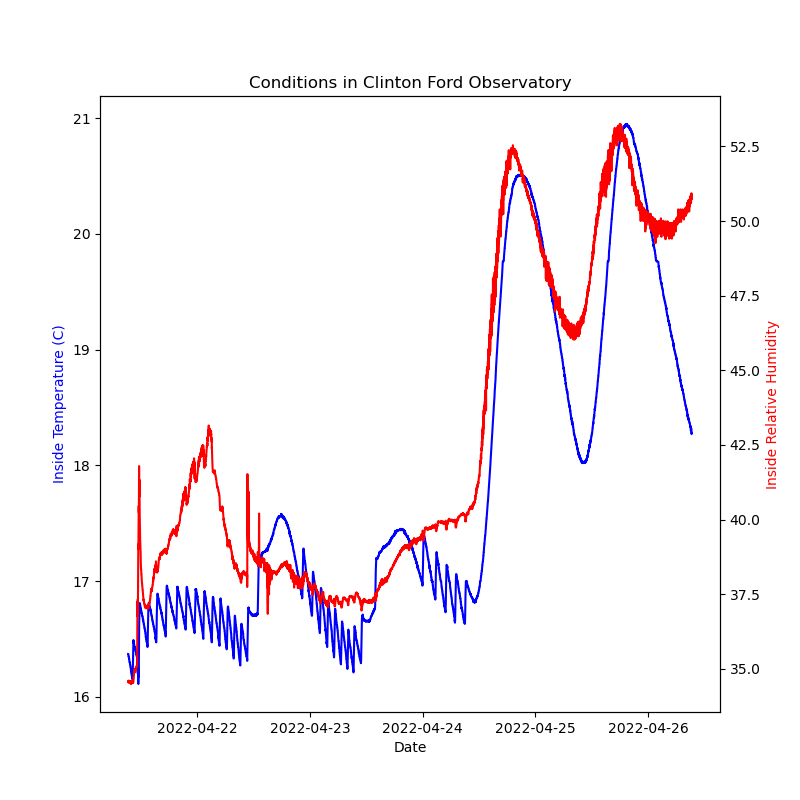 Conditions in Clinton Ford Observatory
21
20
19
18
17
16
Inside Temperature (C)
52.5
50.0
47.5
45.0
42.5
40.0
37.5
35.0
Inside Relative Humidity
2022-04-22 2022-04-23 2022-04-24 2022-04-25 2022-04-26
Date